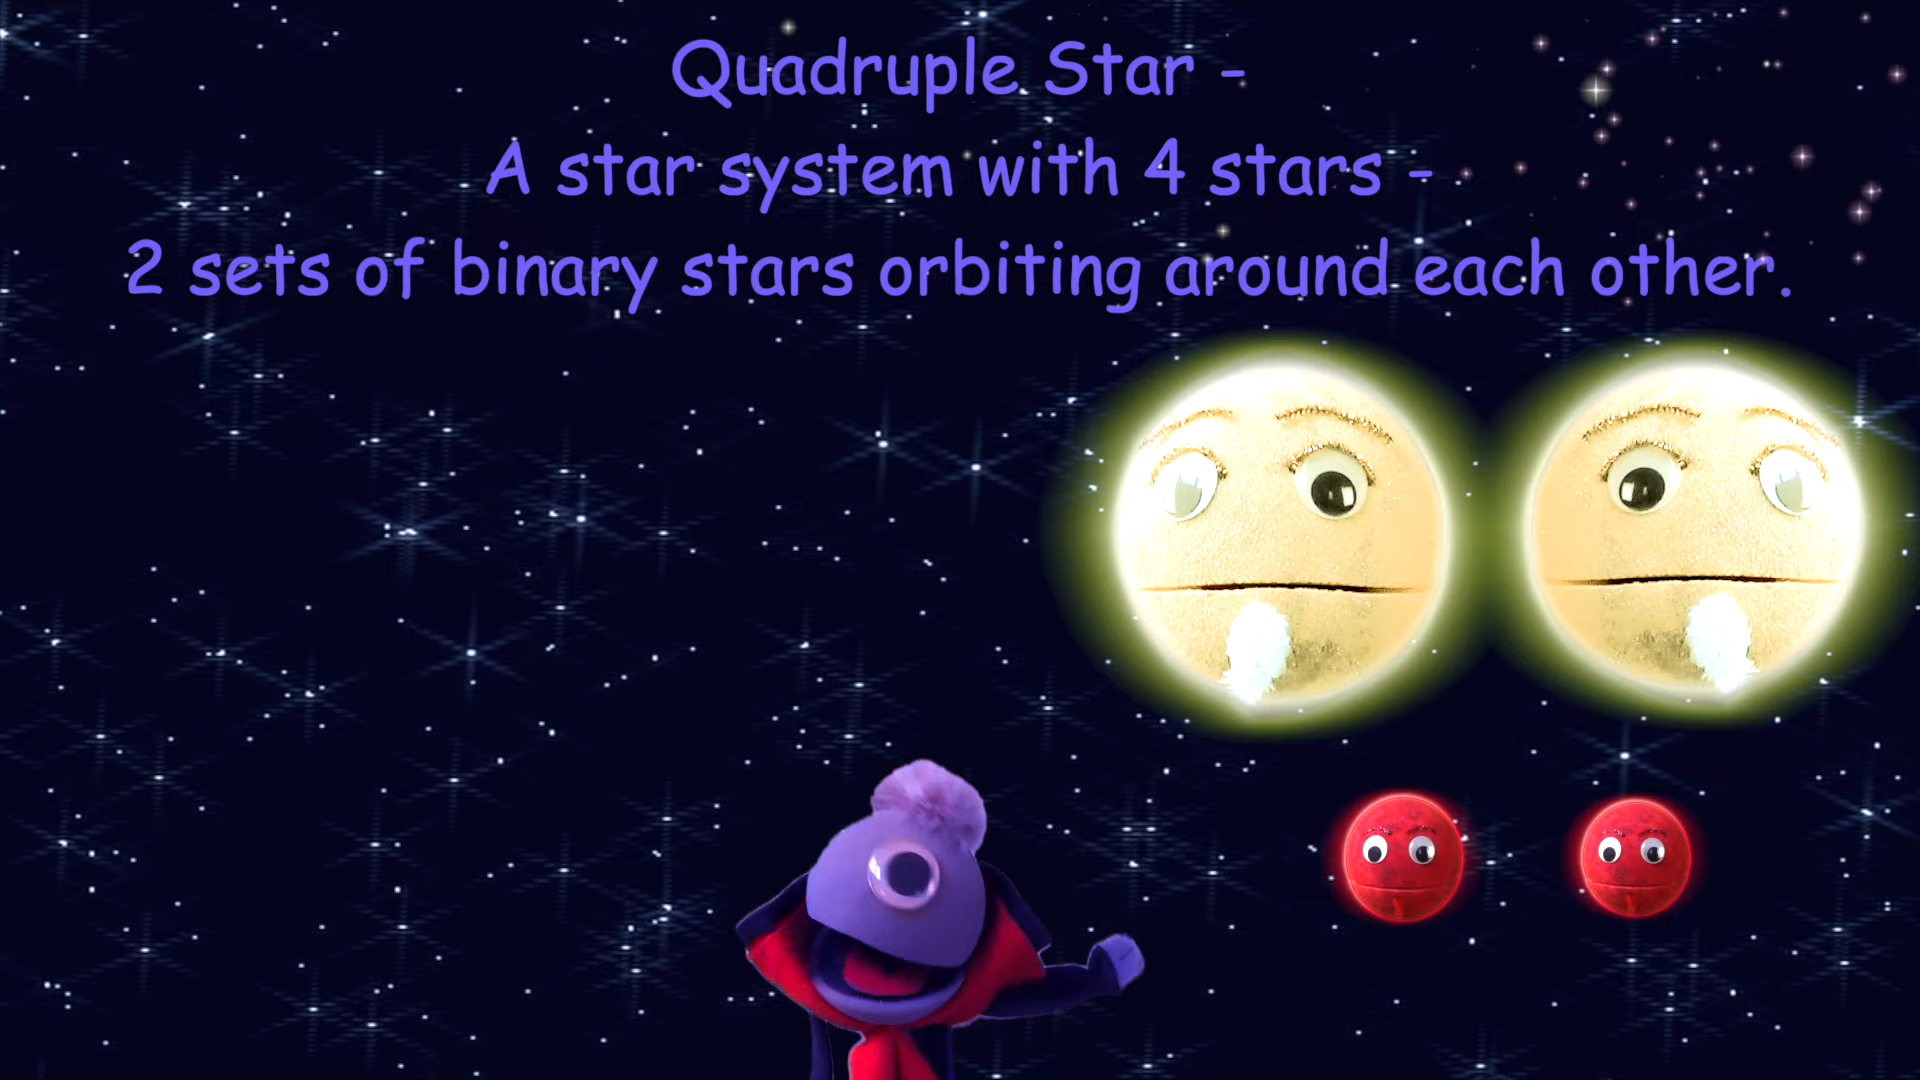 Quadruple Star -
A star system with 4 stars -
2 sets of binary stars orbiting around each other.